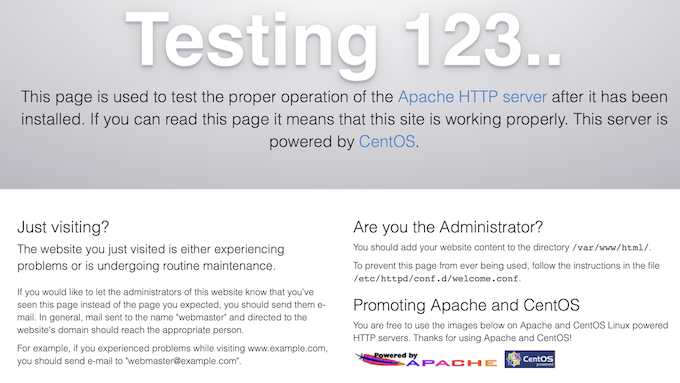 Testing 123..
This page is used to test the proper operation of the Apache HTTP server after it has been
installed. If you can read this page it means that this site is working properly. This server is
powered by CentOS.
Just visiting?
The website you just visited is either experiencing
problems or is undergoing routine maintenance.
If you would like to let the administrators of this website know that you've
seen this page instead of the page you expected, you should send them e-
mail. In general, mail sent to the name "webmaster" and directed to the
website's domain should reach the appropriate person.
For example, if you experienced problems while visiting www.example.com,
you should send e-mail to "webmaster@example.com".
Are you the Administrator?
You should add your website content to the directory /var/www/html/.
To prevent this page from ever being used, follow the instructions in the file
/etc/httpd/conf.d/welcome.conf.
Promoting Apache and CentOS
You are free to use the images below on Apache and CentOS Linux powered
HTTP servers. Thanks for using Apache and CentOS!
Powered by
APACHE
CentOS
powered